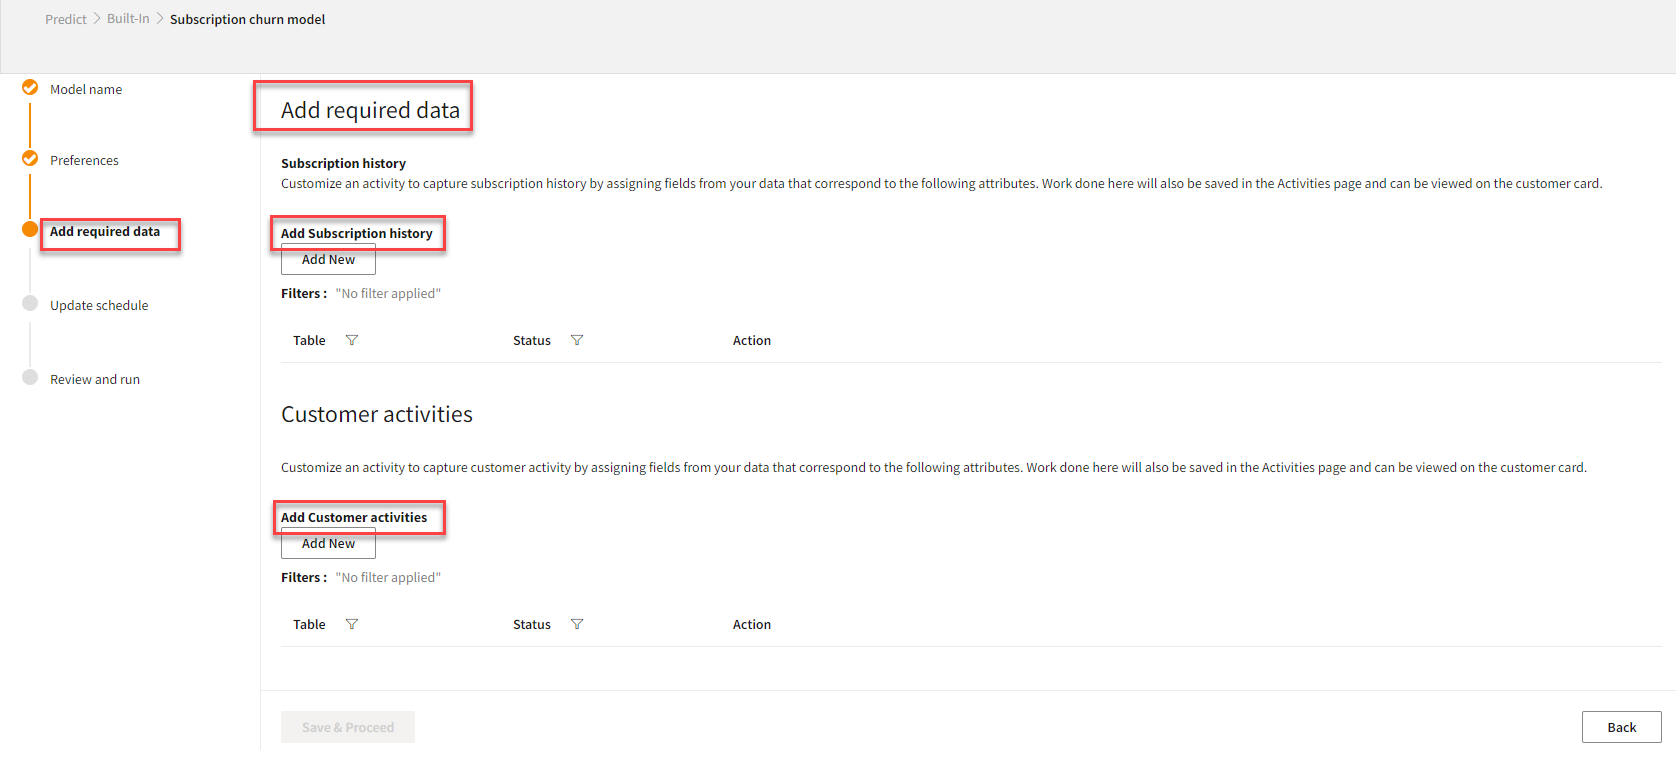 Predict > Built-In > Subscription churn model
Model name
Preferences
Add required data
Update schedule
Review and run
Add required data
Subscription history
Customize an activity to capture subscription history by assigning fields from your data that correspond to the following attributes. Work done here will also be saved in the Activities page and can be viewed on the customer card.
Add Subscription history
Add New
Filters : "No filter applied"
Table Status Action
Customer activities
Customize an activity to capture customer activity by assigning fields from your data that correspond to the following attributes. Work done here will also be saved in the Activities page and can be viewed on the customer card.
Add Customer activities
Add New
Filters : "No filter applied"
Table Status Action
Save & Proceed Back